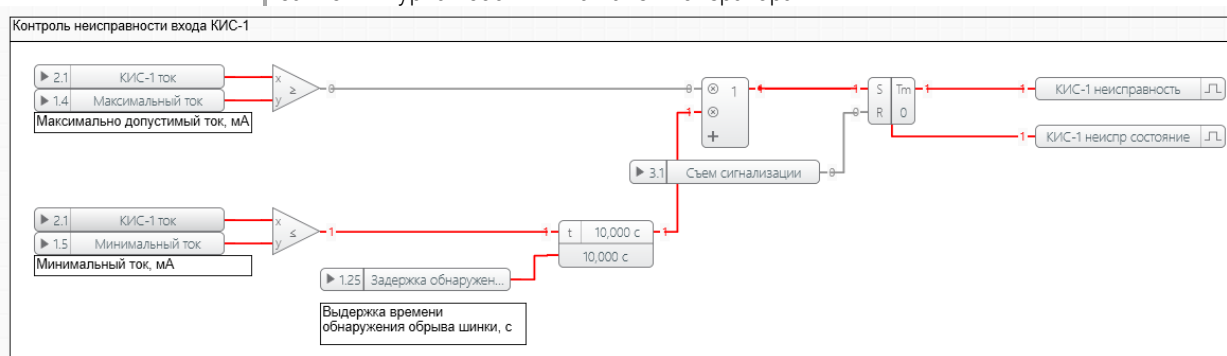 Контроль неисправности входа КИС-1
2.1 КИС-1 ток
1.4 Максимальный ток
Максимально допустимый ток, мА
x
y
≥
0
0
1
1
1
S Tm
R 0
1
1
КИС-1 неисправность
1
КИС-1 неиспр состояние
0
3.1 Съем сигнализации
0
2.1 КИС-1 ток
1.5 Минимальный ток
Минимальный ток, мА
x
y
≤
1
1
t 10,000 с
10,000 с
1
1.25 Задержка обнаружен...
Выдержка времени
обнаружения обрыва шинки, с